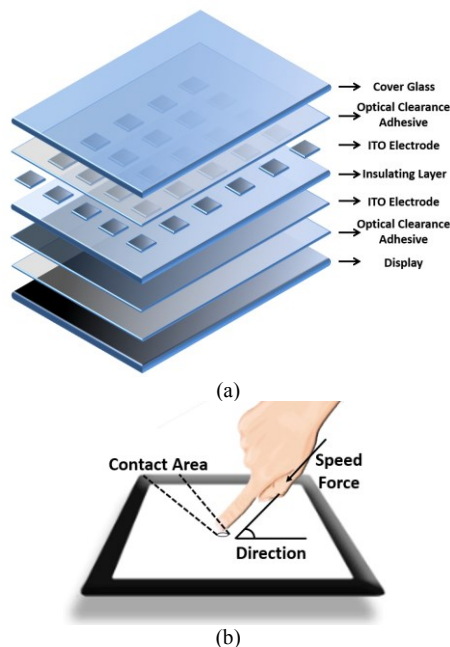 Cover Glass
Optical Clearance
Adhesive
ITO Electrode
Insulating Layer
ITO Electrode
Optical Clearance
Adhesive
Display
(a)
Contact Area
Speed
Force
Direction
(b)